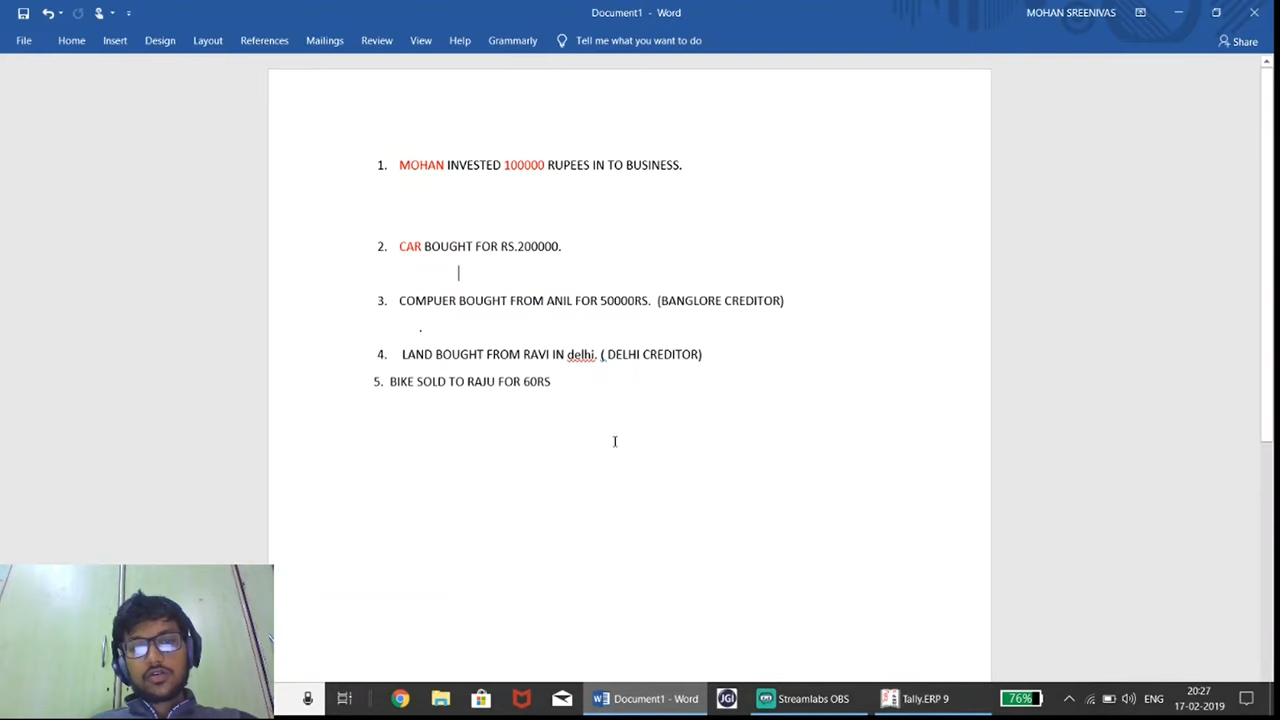 Document1 - Word
MOHAN SREENIVAS
File Home Insert Design Layout References Mailings Review View Help Grammarly Tell me what you want to do Share
1. MOHAN INVESTED 100000 RUPEES IN TO BUSINESS.
2. CAR BOUGHT FOR RS.200000.
3. COMPUER BOUGHT FROM ANIL FOR 50000RS. (BANGLORE CREDITOR)
.
4. LAND BOUGHT FROM RAVI IN delhi. ( DELHI CREDITOR)
5. BIKE SOLD TO RAJU FOR 60RS
Document1 - Word JGI Streamlabs OBS Tally.ERP 9 76% ENG 20:27
17-02-2019